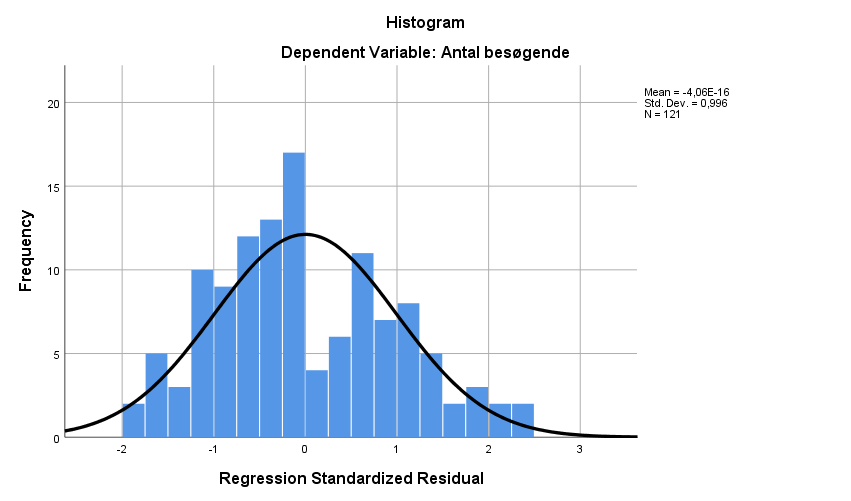 Histogram
Dependent Variable: Antal besøgende
Mean = -4,06E-16
Std. Dev. = 0,996
N = 121
Frequency
20
15
10
5
0
-2 -1 0 1 2 3
Regression Standardized Residual